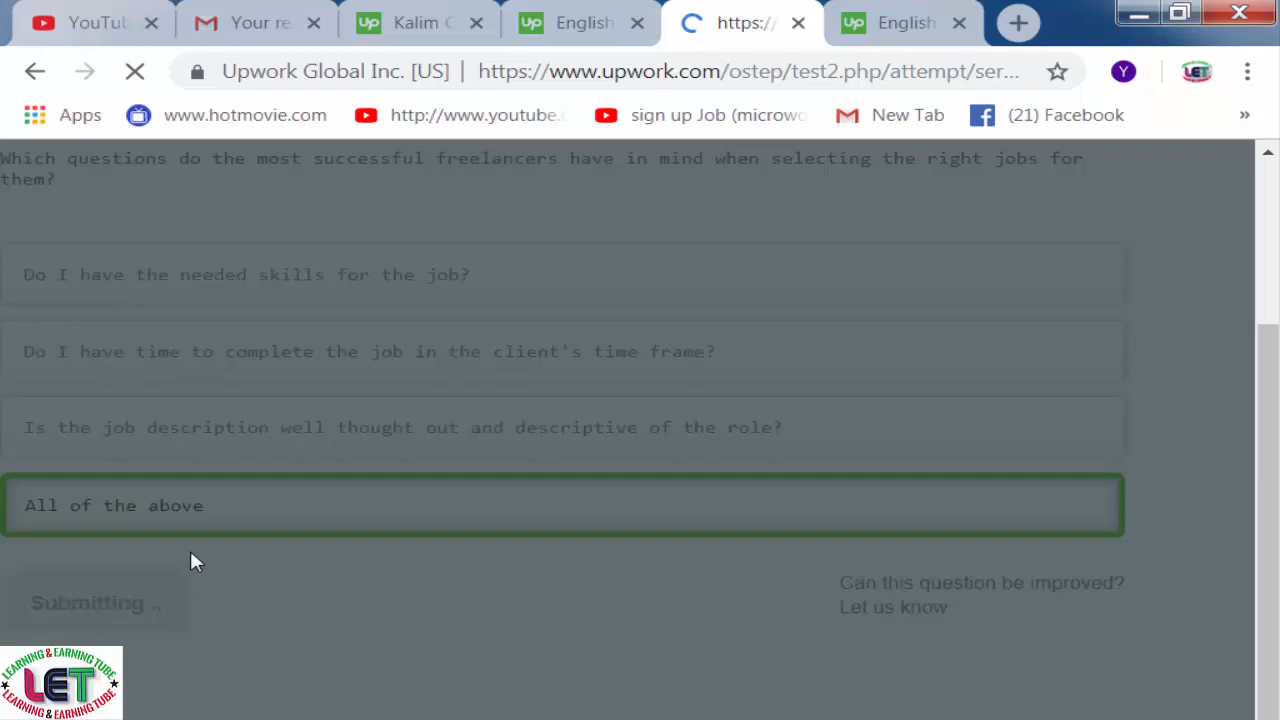 YouTub
Your re
Up
Kalim C
Up
English
https:/
Up
English
Upwork Global Inc. [US] | https://www.upwork.com/ostep/test2.php/attempt/ser...
Y
LET
Apps
www.hotmovie.com
http://www.youtube.c
sign up Job (microwo
New Tab
(21) Facebook
»
Which questions do the most successful freelancers have in mind when selecting the right jobs for
them?
Do I have the needed skills for the job?
Do I have time to complete the job in the client's time frame?
Is the job description well thought out and descriptive of the role?
All of the above
Can this question be improved?
Submitting ..
Let us know
LEARNING & EARNING TUBE
LET
LEARNING & EARNING TUBE